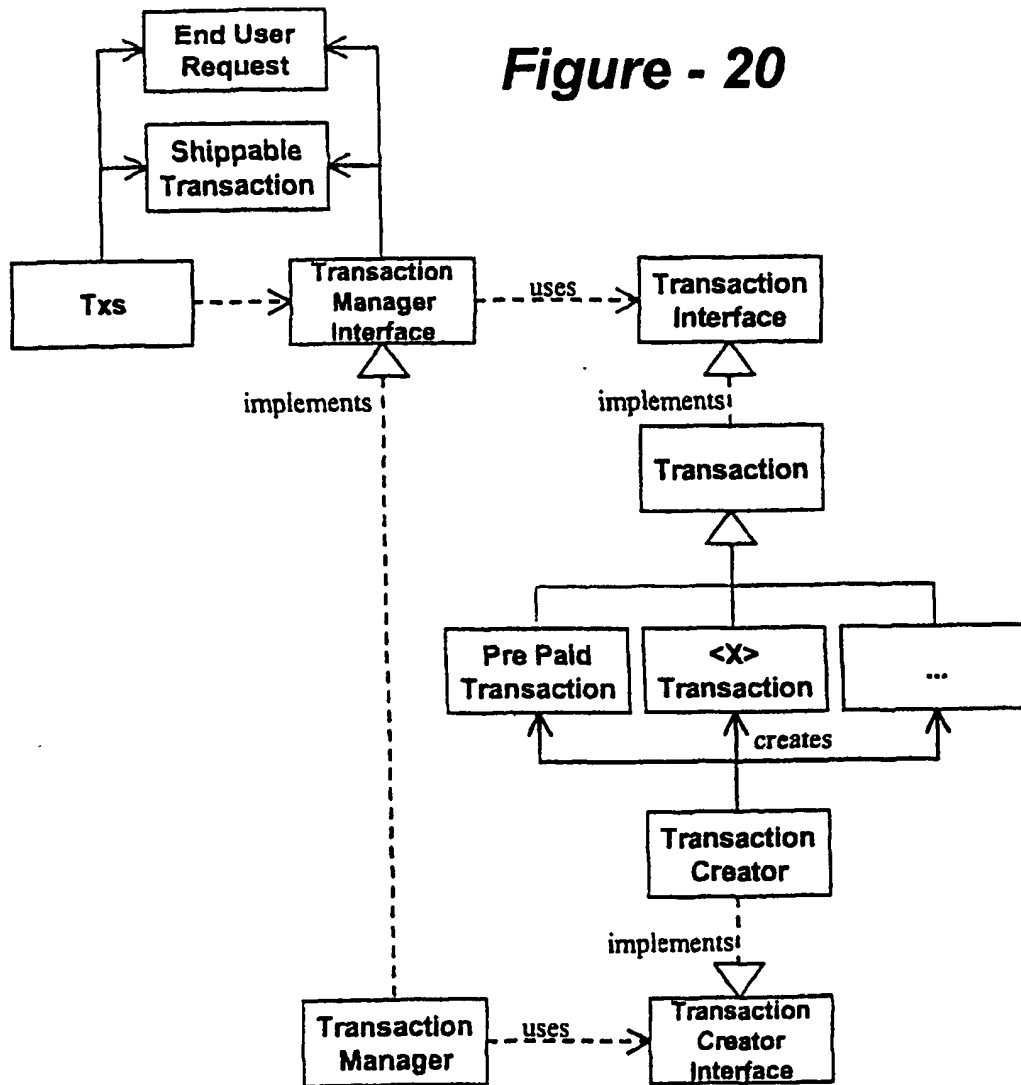 End User
Request
Figure - 20
Shippable
Transaction
Txs
Transaction
Manager
Interface
uses
Transaction
Interface
implements
implements
Transaction
Pre Paid
Transaction
<X>
Transaction
...
creates
Transaction
Creator
implements
Transaction
Manager
uses
Transaction
Creator
Interface